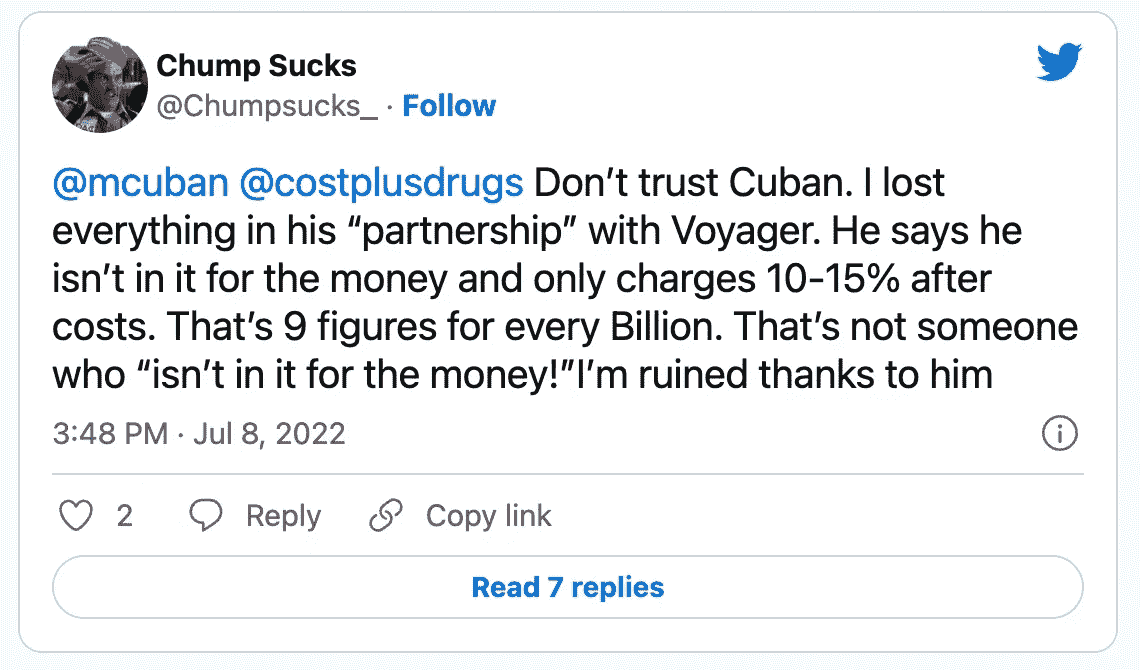 Chump Sucks
@Chumpsucks_ · Follow
@mcuban @costplusdrugs Don’t trust Cuban. I lost
everything in his “partnership” with Voyager. He says he
isn’t in it for the money and only charges 10-15% after
costs. That’s 9 figures for every Billion. That’s not someone
who “isn’t in it for the money!”I’m ruined thanks to him
3:48 PM · Jul 8, 2022
2 Reply Copy link
Read 7 replies